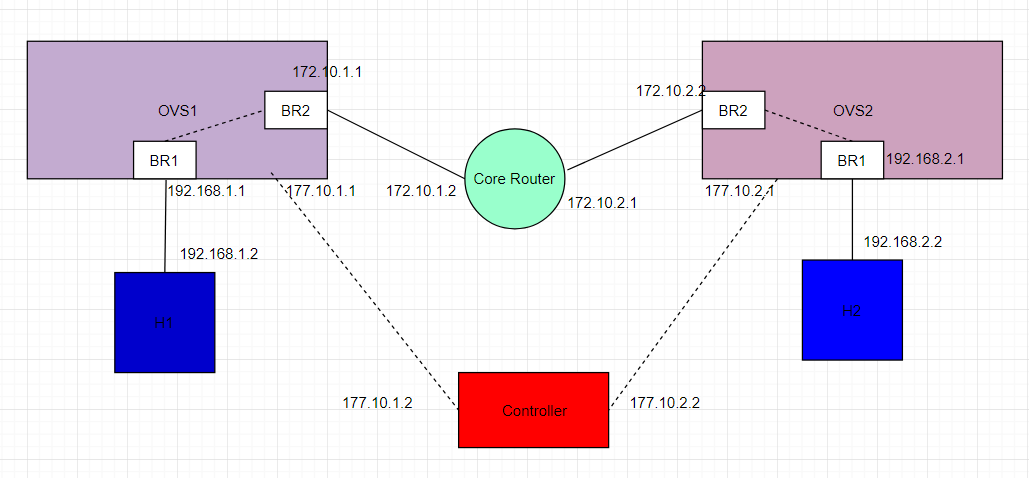 172.10.1.1
172.10.2.2
OVS1
BR2
BR2
OVS2
BR1
BR1
192.168.2.1
Core Router
192.168.1.1
177.10.1.1
172.10.1.2
172.10.2.1
177.10.2.1
192.168.1.2
192.168.2.2
H1
H2
177.10.1.2
Controller
177.10.2.2